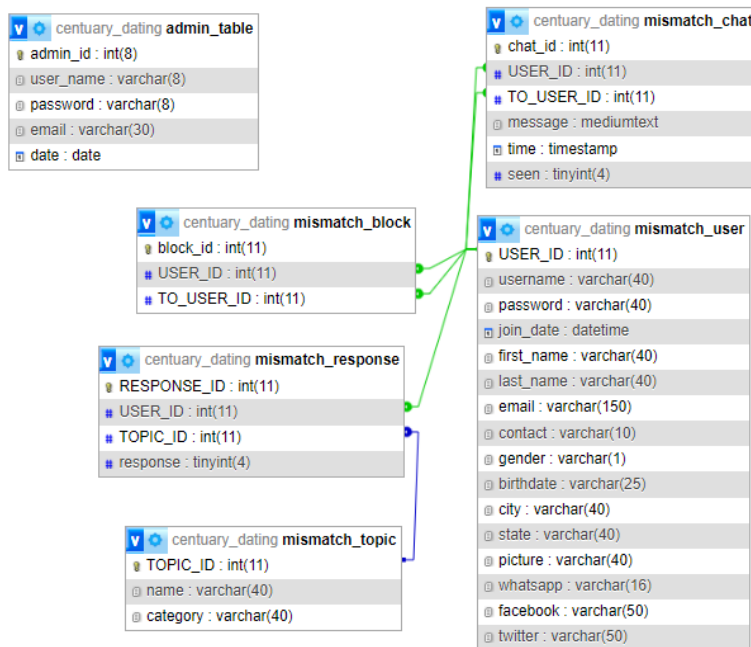 centuary_dating admin_table
admin_id : int(8)
user_name : varchar(8)
password : varchar(8)
email : varchar(30)
date : date
centuary_dating mismatch_chat
chat_id : int(11)
USER_ID : int(11)
TO_USER_ID : int(11)
message : mediumtext
time : timestamp
seen : tinyint(4)
centuary_dating mismatch_block
block_id : int(11)
USER_ID : int(11)
TO_USER_ID : int(11)
centuary_dating mismatch_user
USER_ID : int(11)
username : varchar(40)
password : varchar(40)
join_date : datetime
first_name : varchar(40)
last_name : varchar(40)
email : varchar(150)
contact : varchar(10)
gender : varchar(1)
birthdate : varchar(25)
city : varchar(40)
state : varchar(40)
picture : varchar(40)
whatsapp : varchar(16)
facebook : varchar(50)
twitter : varchar(50)
centuary_dating mismatch_response
RESPONSE_ID : int(11)
USER_ID : int(11)
TOPIC_ID : int(11)
response : tinyint(4)
centuary_dating mismatch_topic
TOPIC_ID : int(11)
name : varchar(40)
category : varchar(40)